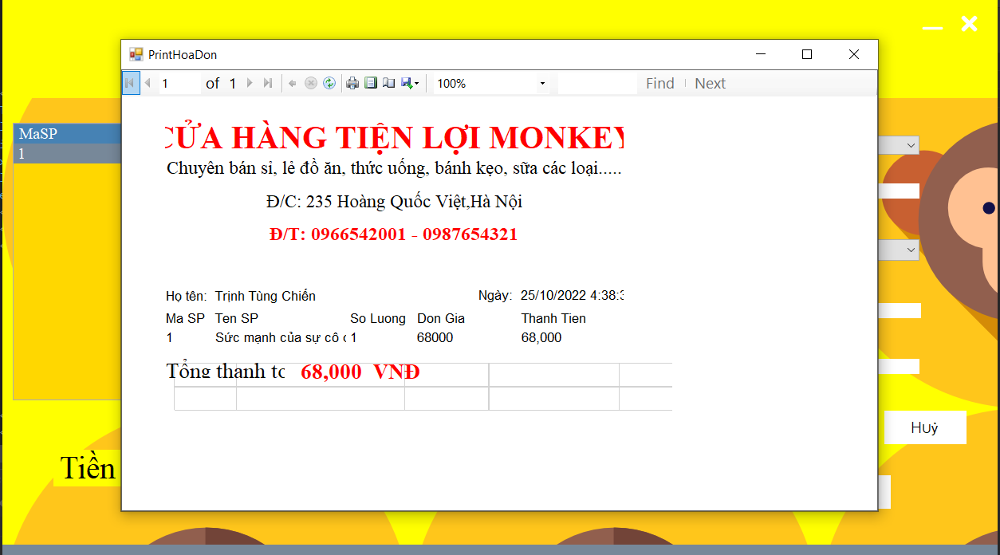 PrintHoaDon
1 of 1 100% Find Next
CỬA HÀNG TIỆN LỢI MONKEY
Chuyên bán sỉ, lẻ đồ ăn, thức uống, bánh kẹo, sữa các loại.....
Đ/C: 235 Hoàng Quốc Việt,Hà Nội
Đ/T: 0966542001 - 0987654321
Họ tên: Trịnh Tùng Chiến Ngày: 25/10/2022 4:38:3
Ma SP Ten SP So Luong Don Gia Thanh Tien
1 Sức mạnh của sự cô 1 68000 68,000
Tổng thanh to 68,000 VNĐ
MaSP
1
Tiền
Huỷ